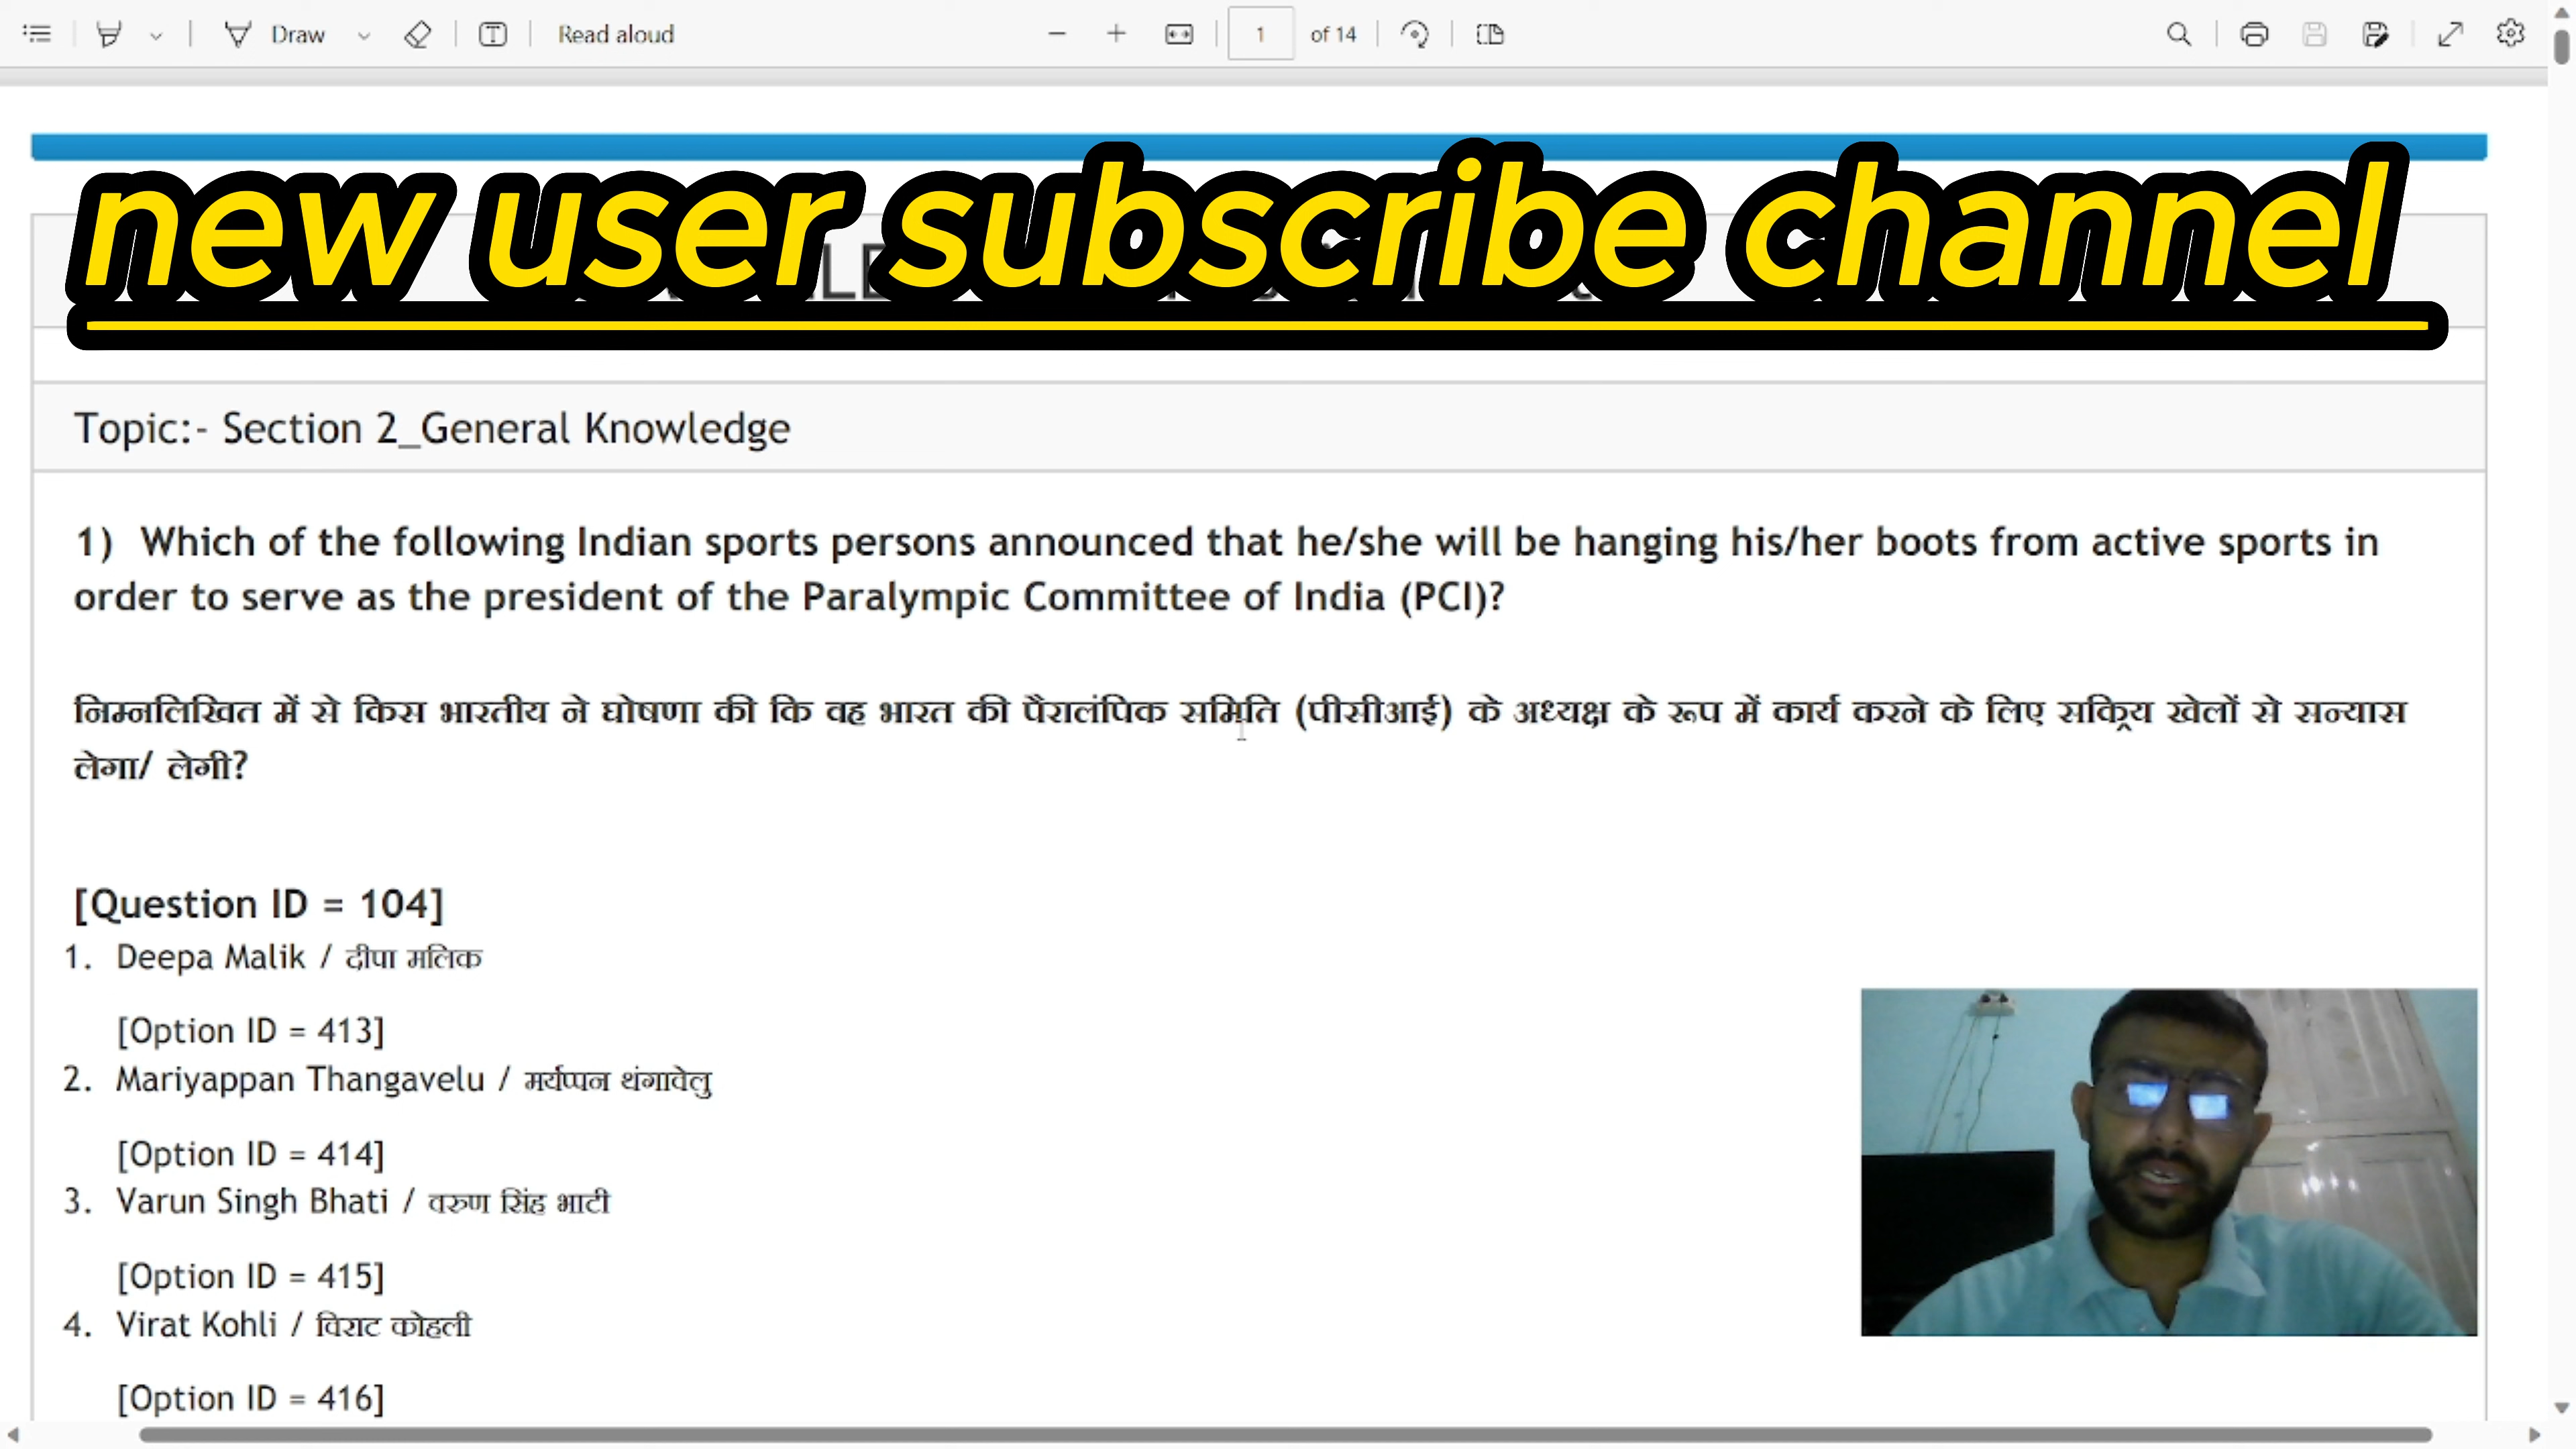 Draw
Read aloud
1 of 14
new user subscribe channel
Topic:- Section 2_General Knowledge
1) Which of the following Indian sports persons announced that he/she will be hanging his/her boots from active sports in
order to serve as the president of the Paralympic Committee of India (PCI)?
निम्नलिखित में से किस भारतीय ने घोषणा की कि वह भारत की पैरालंपिक समिति (पीसीआई) के अध्यक्ष के रूप में कार्य करने के लिए सक्रिय खेलों से सन्यास
लेगा/ लेगी?
[Question ID = 104]
1. Deepa Malik / दीपा मलिक
[Option ID = 413]
2. Mariyappan Thangavelu / मर्यप्पन थंगावेलु
[Option ID = 414]
3. Varun Singh Bhati / वरुण सिंह भाटी
[Option ID = 415]
4. Virat Kohli / विराट कोहली
[Option ID = 416]